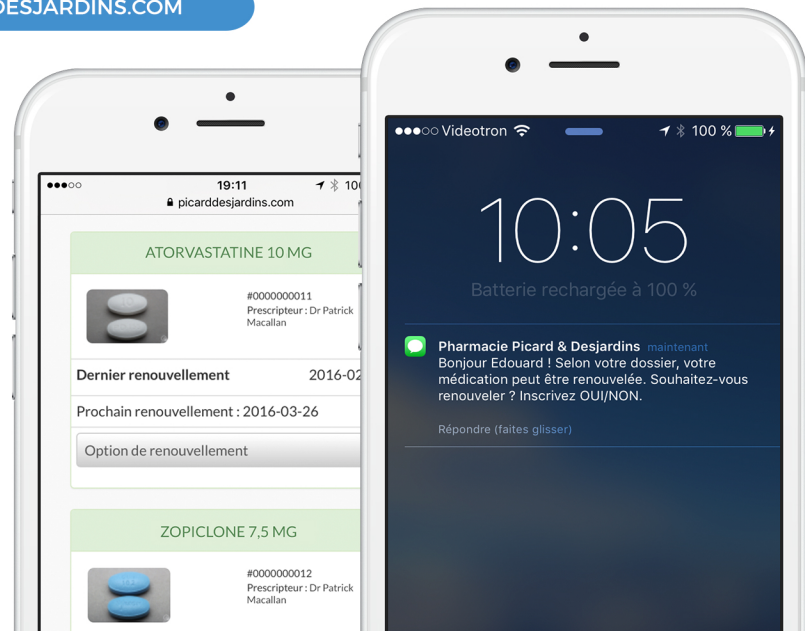 DESJARDINS.COM
19:11
picarddesjardins.com
ATORVASTATINE 10 MG
#0000000011
Prescripteur : Dr Patrick
Macallan
Dernier renouvellement
2016-02
Prochain renouvellement : 2016-03-26
Option de renouvellement
ZOPICLONE 7,5 MG
#0000000012
Prescripteur : Dr Patrick
Macallan
Videotron
100 %
10:05
Batterie rechargée à 100 %
Pharmacie Picard & Desjardins maintenant
Bonjour Edouard ! Selon votre dossier, votre
médication peut être renouvelée. Souhaitez-vous
renouveler ? Inscrivez OUI/NON.
Répondre (faites glisser)